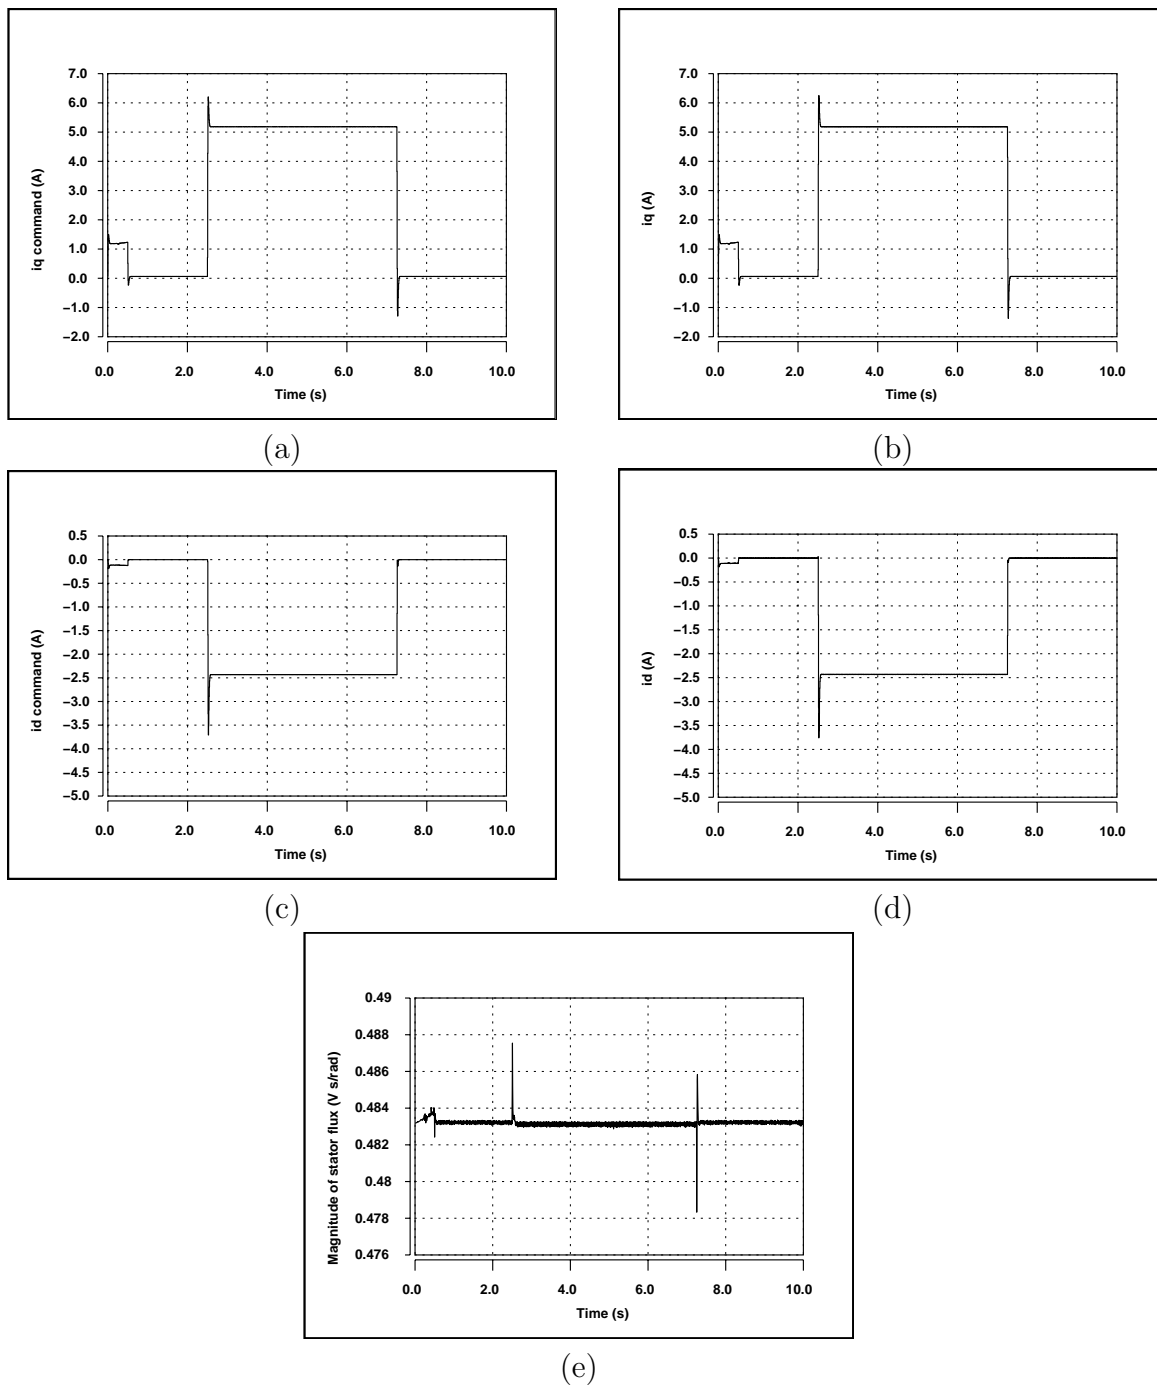 7.0
6.0
5.0
4.0
3.0
2.0
1.0
0.0
−1.0
−2.0
iq command (A)
0.0 2.0 4.0 6.0 8.0 10.0
Time (s)
(a)
7.0
6.0
5.0
4.0
3.0
2.0
1.0
0.0
−1.0
−2.0
iq (A)
0.0 2.0 4.0 6.0 8.0 10.0
Time (s)
(b)
0.5
0.0
−0.5
−1.0
−1.5
−2.0
−2.5
−3.0
−3.5
−4.0
−4.5
−5.0
id command (A)
0.0 2.0 4.0 6.0 8.0 10.0
Time (s)
(c)
0.5
0.0
−0.5
−1.0
−1.5
−2.0
−2.5
−3.0
−3.5
−4.0
−4.5
−5.0
id (A)
0.0 2.0 4.0 6.0 8.0 10.0
Time (s)
(d)
0.49
0.488
0.486
0.484
0.482
0.48
0.478
0.476
Magnitude of stator flux (V s/rad)
0.0 2.0 4.0 6.0 8.0 10.0
Time (s)
(e)